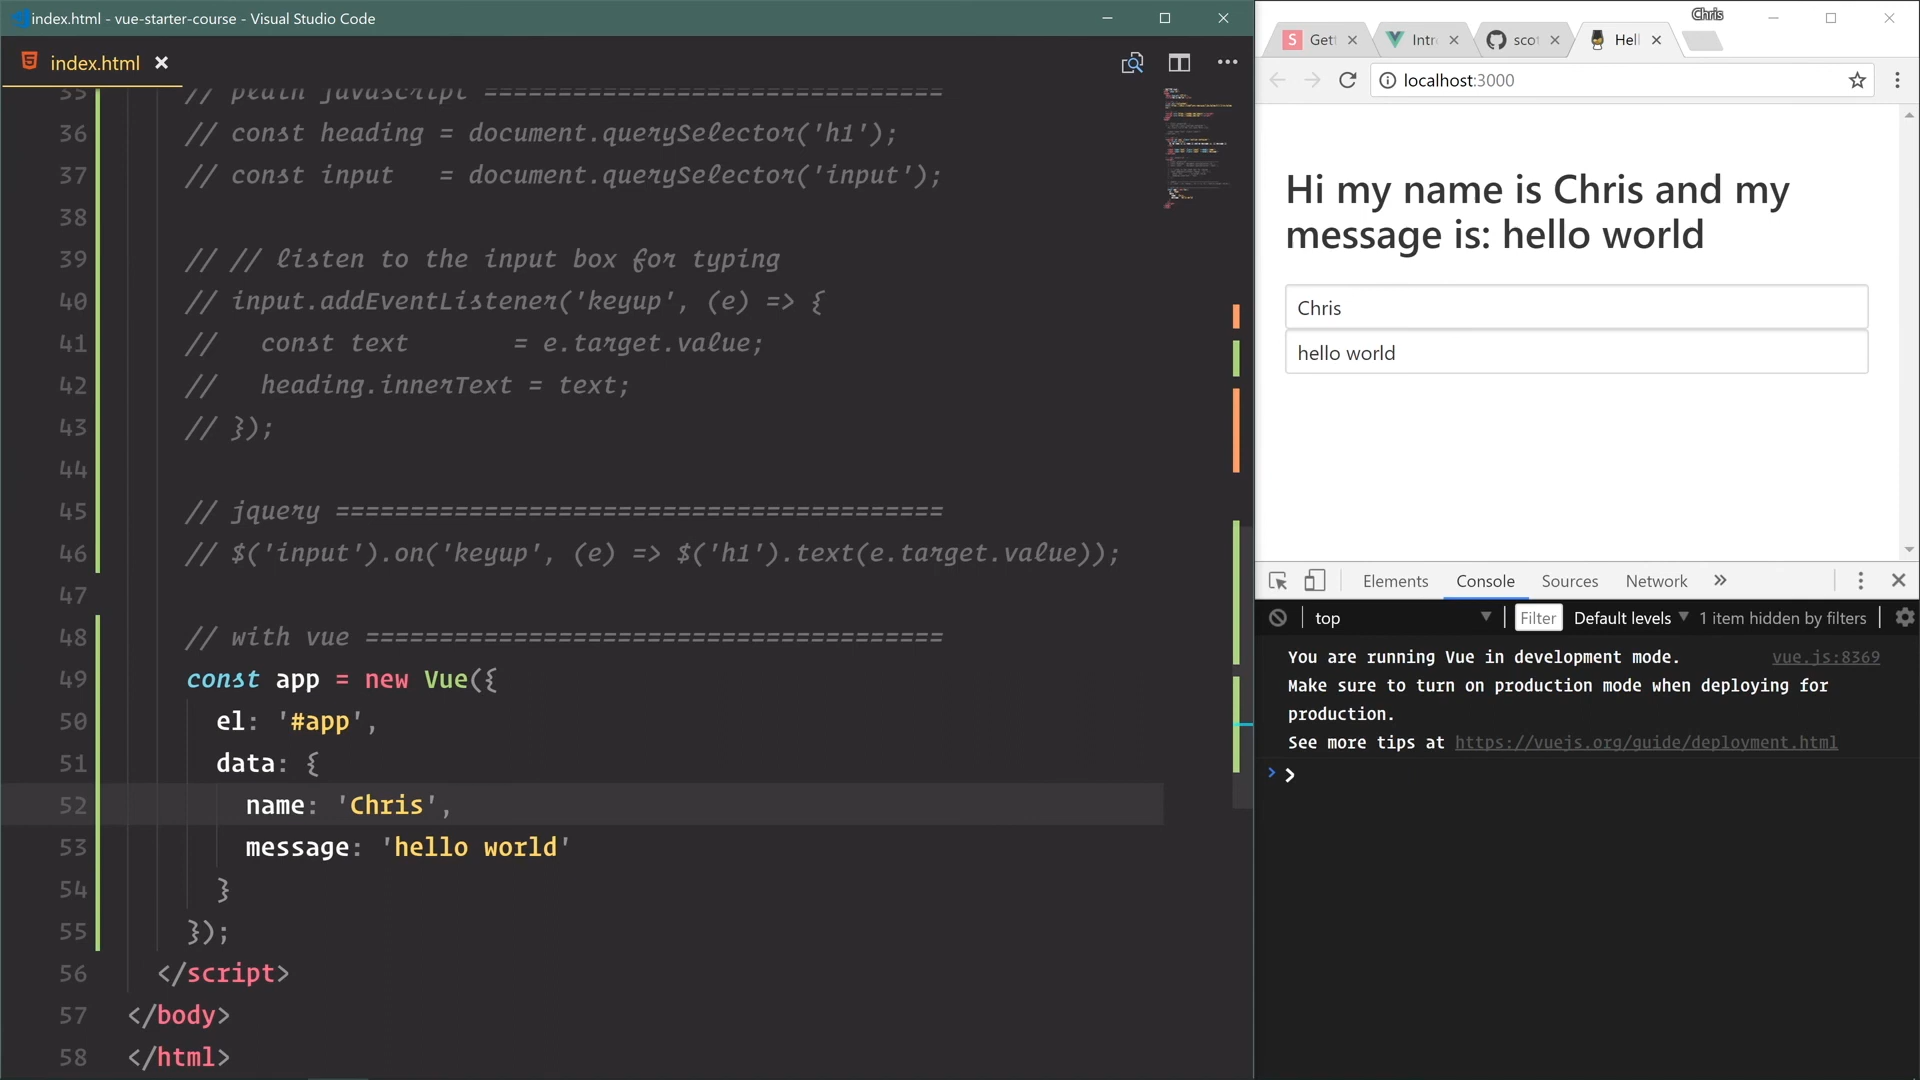 index.html - vue-starter-course - Visual Studio Code
index.html
35 // plain javascript ===============================
36 // const heading = document.querySelector('h1');
37 // const input   = document.querySelector('input');
38
39 // // listen to the input box for typing
40 // input.addEventListener('keyup', (e) => {
41 //   const text       = e.target.value;
42 //   heading.innerText = text;
43 // });
44
45 // jquery =========================================
46 // $('input').on('keyup', (e) => $('h1').text(e.target.value));
47
48 // with vue =======================================
49 const app = new Vue({
50 el: '#app',
51 data: {
52 name: 'Chris',
53 message: 'hello world'
54 }
55 });
56 </script>
57 </body>
58 </html>
Chris
Get
Intr
sco
Hell
localhost:3000
Hi my name is Chris and my
message is: hello world
Chris
hello world
Elements Console Sources Network »
top Filter Default levels 1 item hidden by filters
You are running Vue in development mode. vue.js:8369
Make sure to turn on production mode when deploying for
production.
See more tips at https://vuejs.org/guide/deployment.html